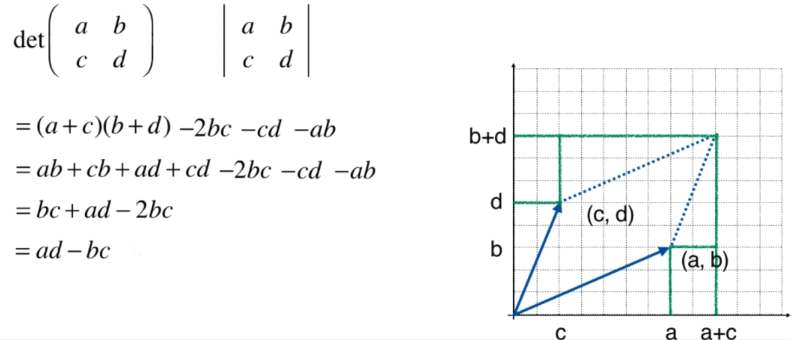 det( a b c d ) | a b c d |
=(a+c)(b+d) −2bc −cd −ab
=ab+cb+ad+cd −2bc −cd −ab
=bc+ad−2bc
=ad−bc
b+d
d
(c, d)
b
(a, b)
c a a+c